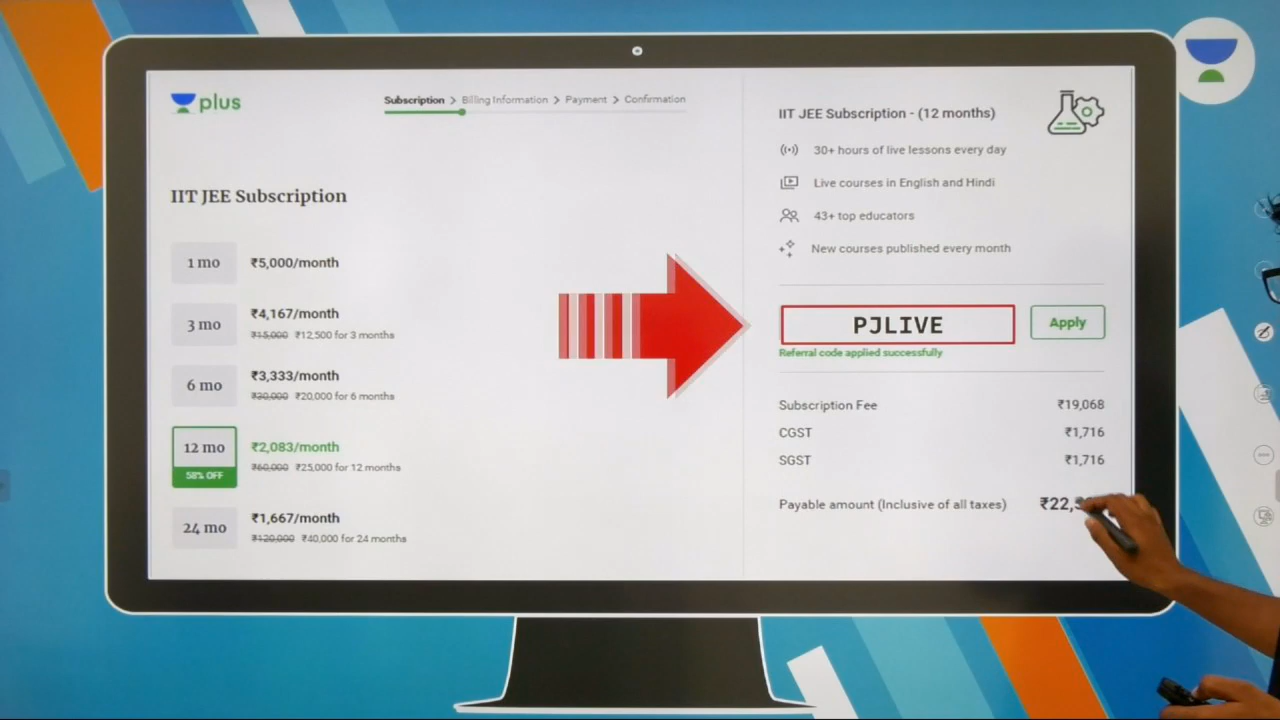 plus
Subscription > Billing Information > Payment > Confirmation
IIT JEE Subscription
1 mo ₹5,000/month
3 mo ₹4,167/month
₹15,000 ₹12,500 for 3 months
6 mo ₹3,333/month
₹30,000 ₹20,000 for 6 months
12 mo ₹2,083/month
58% OFF ₹60,000 ₹25,000 for 12 months
24 mo ₹1,667/month
₹120,000 ₹40,000 for 24 months
IIT JEE Subscription - (12 months)
30+ hours of live lessons every day
Live courses in English and Hindi
43+ top educators
New courses published every month
PJLIVE Apply
Referral code applied successfully
Subscription Fee ₹19,068
CGST ₹1,716
SGST ₹1,716
Payable amount (Inclusive of all taxes)